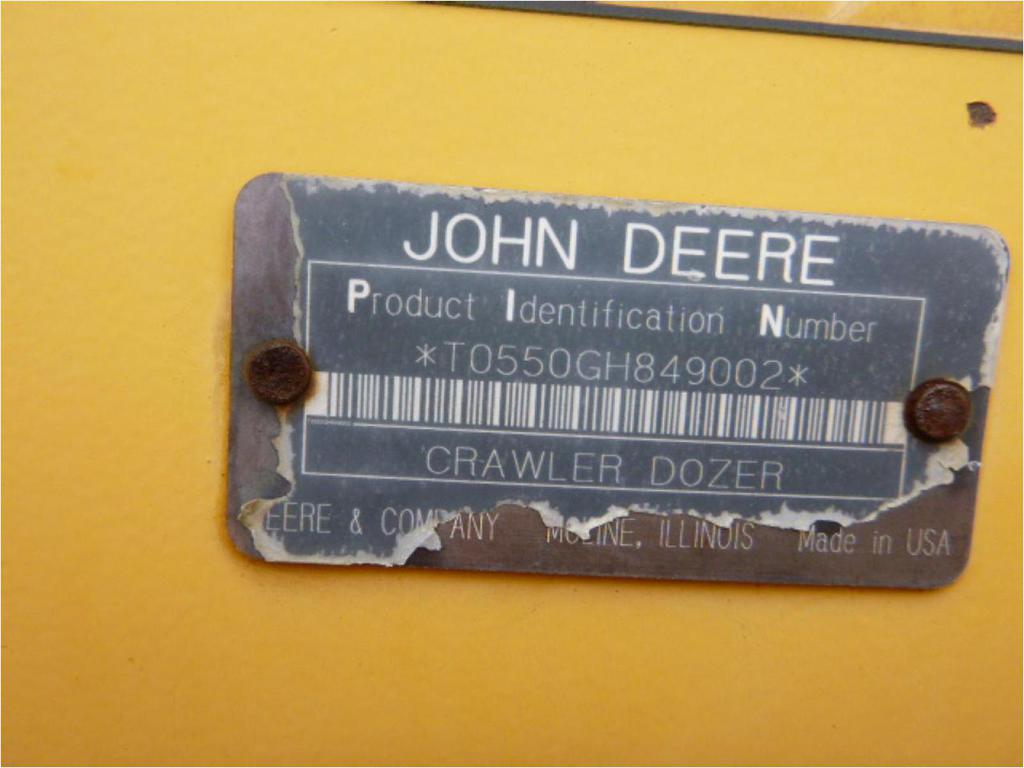 JOHN DEERE
Product Identification Number
*T0550GH849002*
CRAWLER DOZER
EERE & COMPANY MOLINE, ILLINOIS Made in USA